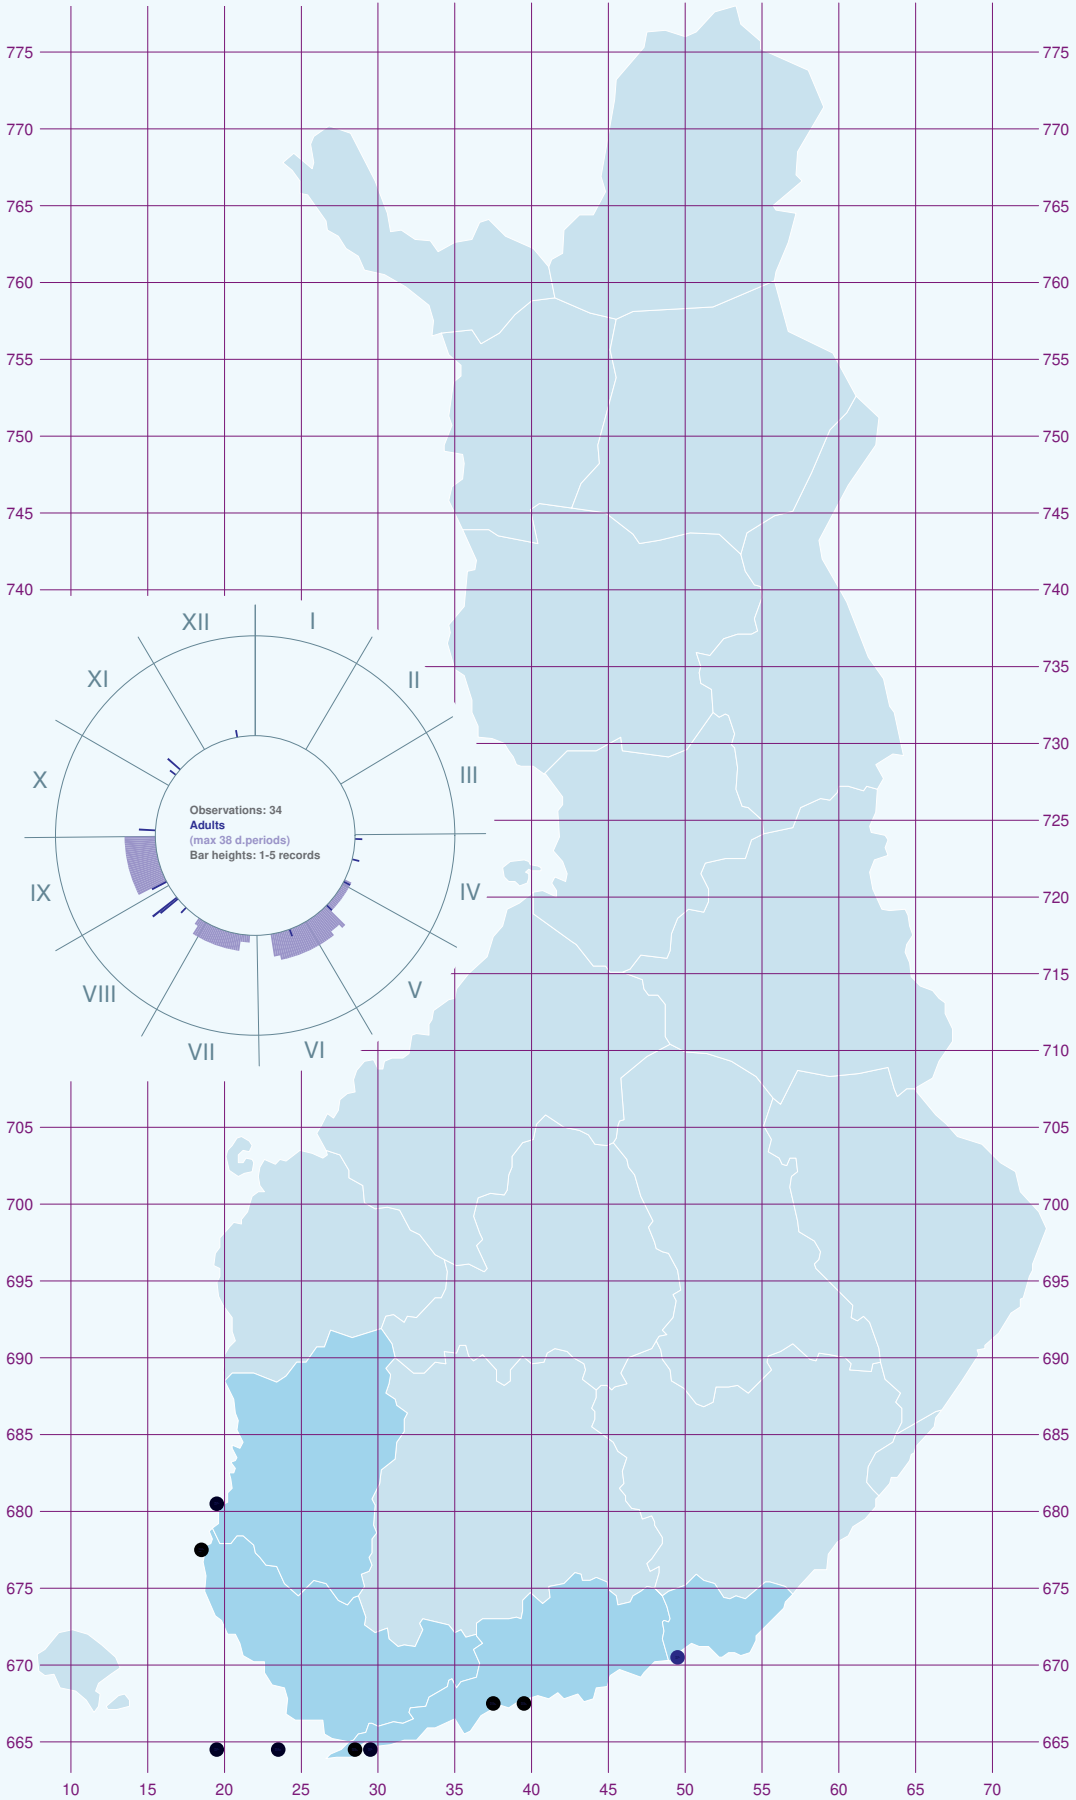 775 775
770 770
765 765
760 760
755 755
750 750
745 745
740 740
XII I
735
XI II
730
X III
Observations: 34
Adults
(max 38 d.periods)
Bar heights: 1-5 records
725
IX IV
720
VIII V
715
VII VI
710
705 705
700 700
695 695
690 690
685 685
680 680
675 675
670 670
665 665
10 15 20 25 30 35 40 45 50 55 60 65 70